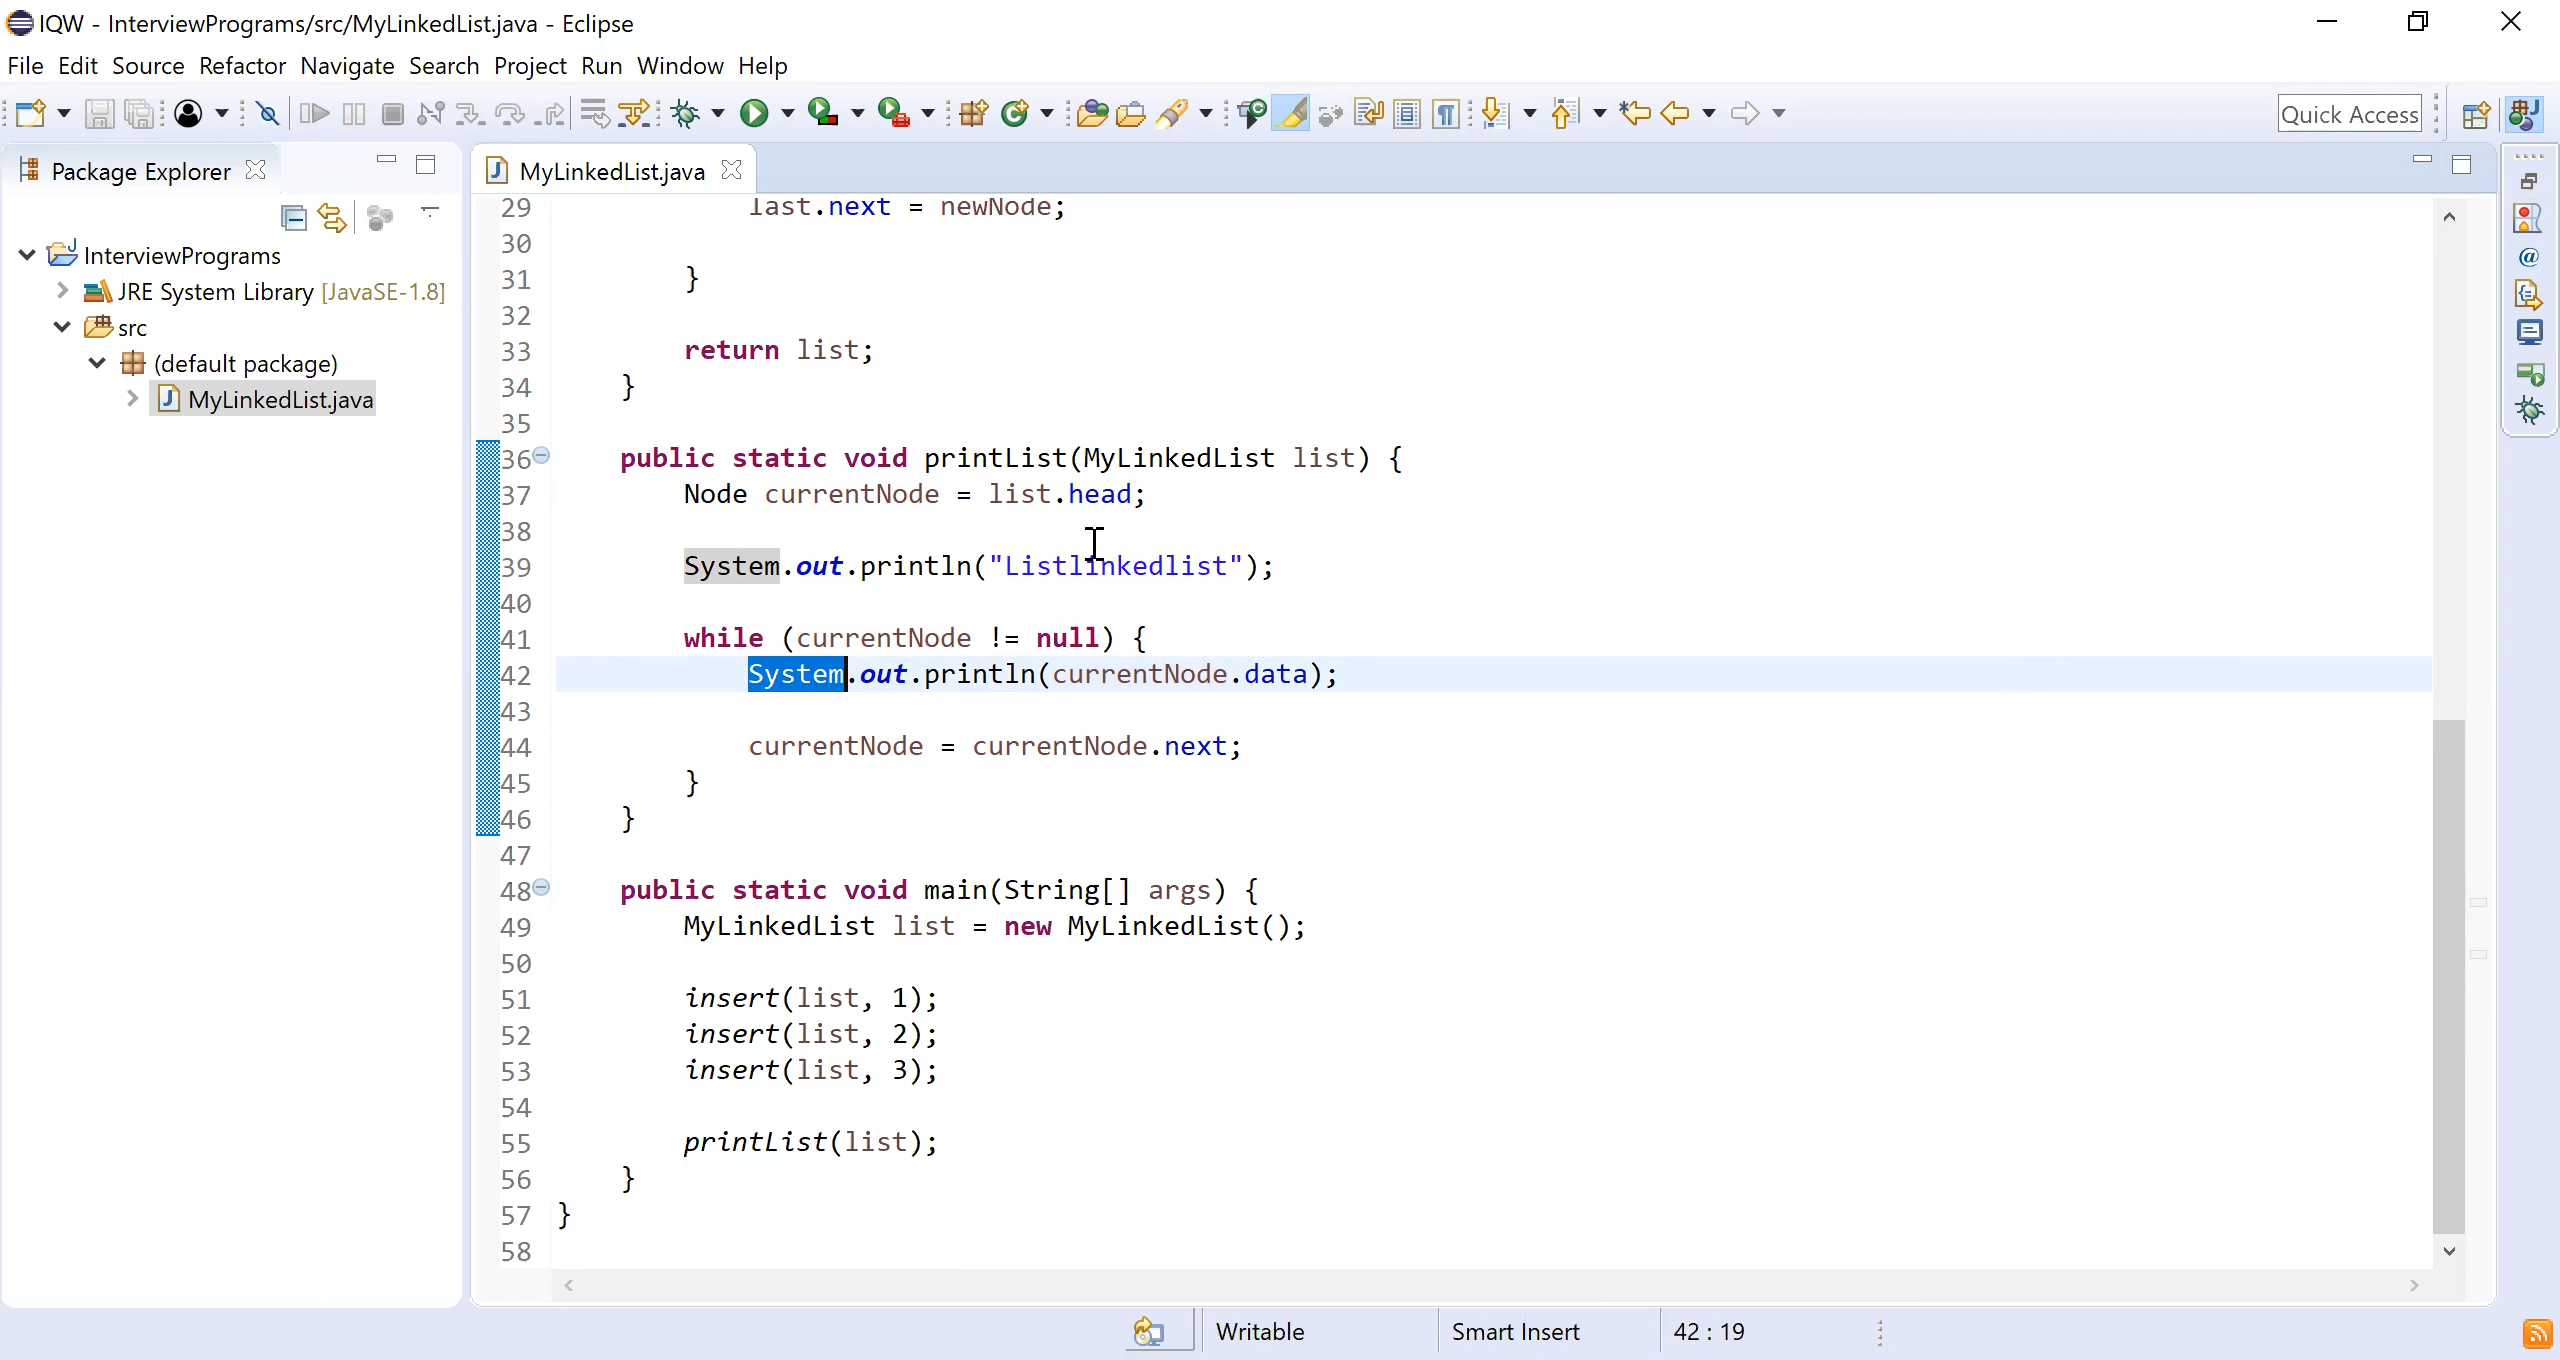 IQW - InterviewPrograms/src/MyLinkedList.java - Eclipse
File Edit Source Refactor Navigate Search Project Run Window Help
Quick Access
Package Explorer
InterviewPrograms
JRE System Library [JavaSE-1.8]
src
(default package)
MyLinkedList.java
MyLinkedList.java
29 last.next = newNode;
30
31 }
32
33 return list;
34 }
35
36 public static void printList(MyLinkedList list) {
37 Node currentNode = list.head;
38
39 System.out.println("Listlinkedlist");
40
41 while (currentNode != null) {
42 System.out.println(currentNode.data);
43
44 currentNode = currentNode.next;
45 }
46 }
47
48 public static void main(String[] args) {
49 MyLinkedList list = new MyLinkedList();
50
51 insert(list, 1);
52 insert(list, 2);
53 insert(list, 3);
54
55 printList(list);
56 }
57 }
58
Writable Smart Insert 42 : 19